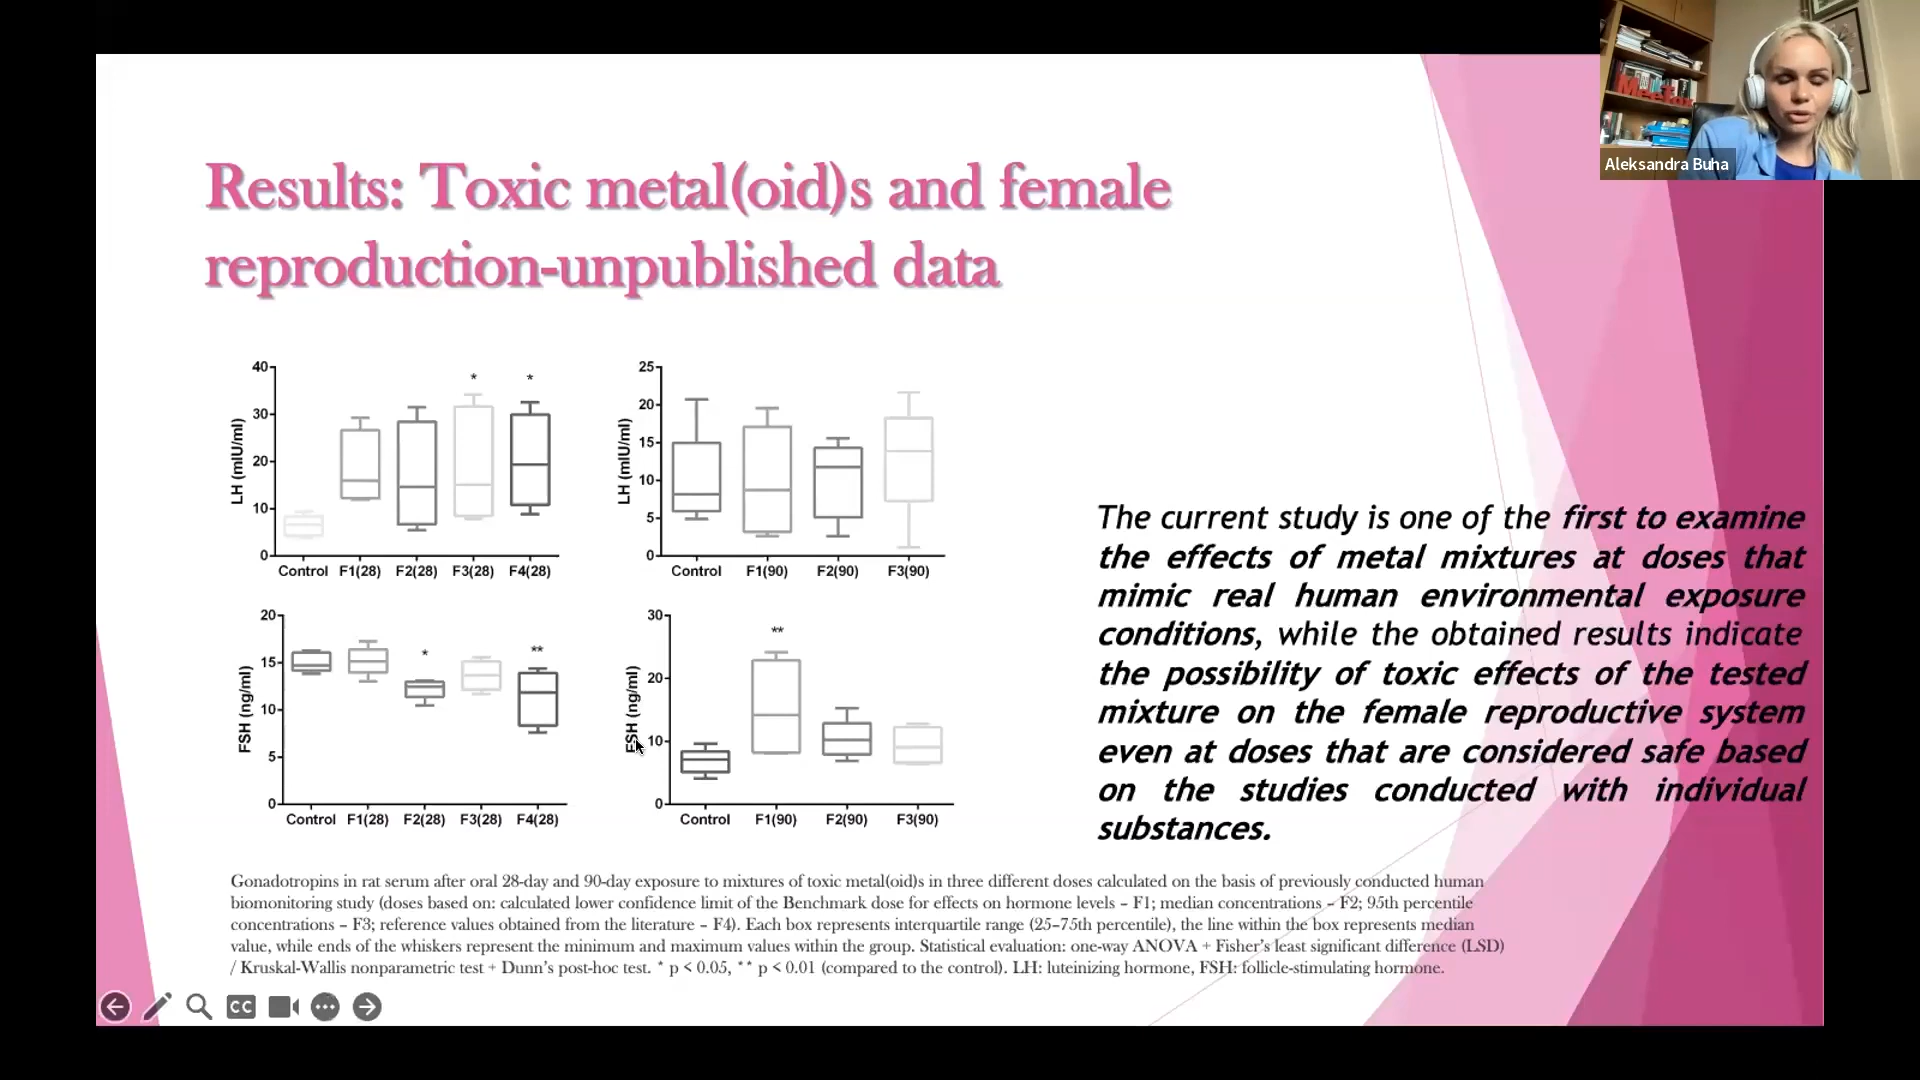 Aleksandra Buha
Results: Toxic metal(oid)s and female
reproduction-unpublished data
LH (mIU/ml)
40
30
20
10
0
*
*
Control F1(28) F2(28) F3(28) F4(28)
LH (mIU/ml)
25
20
15
10
5
0
Control F1(90) F2(90) F3(90)
FSH (ng/ml)
20
15
10
5
0
*
**
Control F1(28) F2(28) F3(28) F4(28)
FSH (ng/ml)
30
20
10
0
**
Control F1(90) F2(90) F3(90)
The current study is one of the first to examine
the effects of metal mixtures at doses that
mimic real human environmental exposure
conditions, while the obtained results indicate
the possibility of toxic effects of the tested
mixture on the female reproductive system
even at doses that are considered safe based
on the studies conducted with individual
substances.
Gonadotropins in rat serum after oral 28-day and 90-day exposure to mixtures of toxic metal(oid)s in three different doses calculated on the basis of previously conducted human
biomonitoring study (doses based on: calculated lower confidence limit of the Benchmark dose for effects on hormone levels – F1; median concentrations – F2; 95th percentile
concentrations – F3; reference values obtained from the literature – F4). Each box represents interquartile range (25–75th percentile), the line within the box represents median
value, while ends of the whiskers represent the minimum and maximum values within the group. Statistical evaluation: one-way ANOVA + Fisher's least significant difference (LSD)
/ Kruskal-Wallis nonparametric test + Dunn's post-hoc test. * p < 0.05, ** p < 0.01 (compared to the control). LH: luteinizing hormone, FSH: follicle-stimulating hormone.
CC